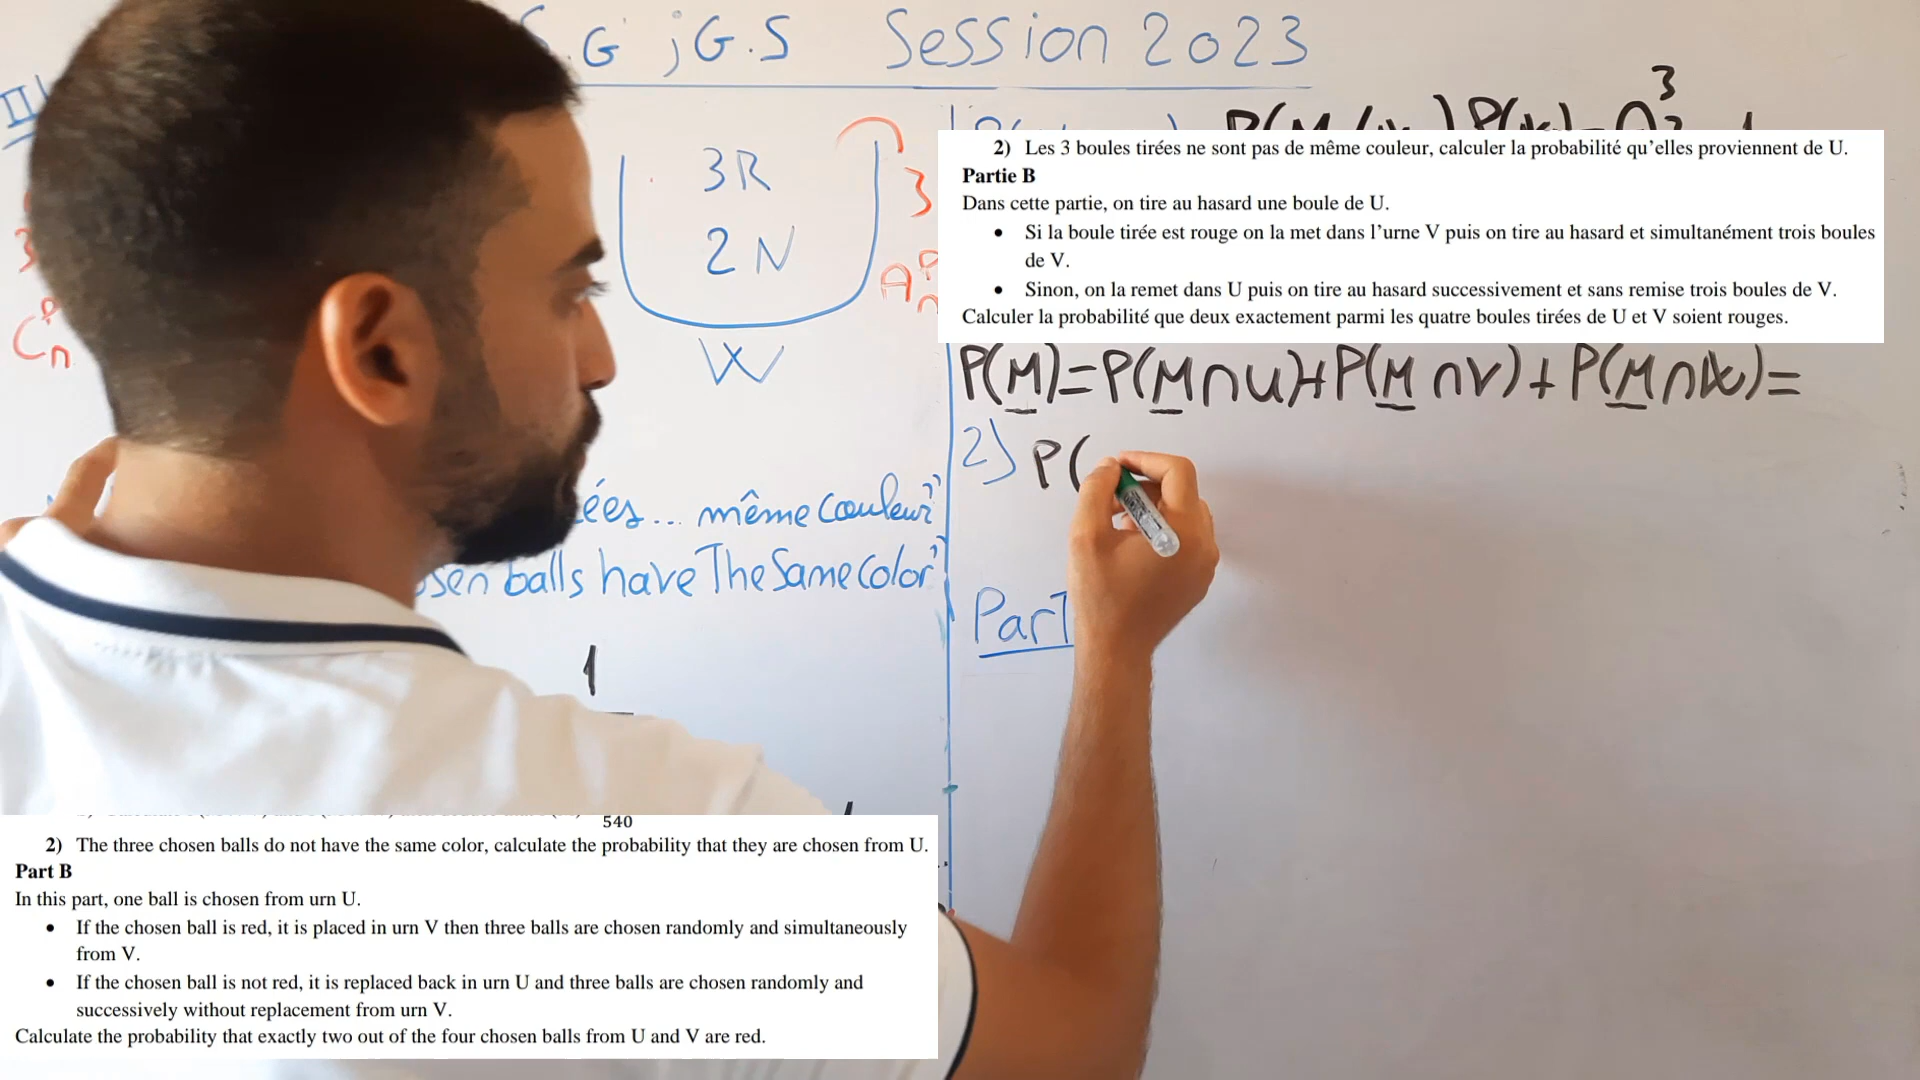 S.G ; G.S Session 2023
II
3R
2N
W
3
3
C P n
A P n
3
2) Les 3 boules tirées ne sont pas de même couleur, calculer la probabilité qu'elles proviennent de U.
Partie B
Dans cette partie, on tire au hasard une boule de U.
• Si la boule tirée est rouge on la met dans l'urne V puis on tire au hasard et simultanément trois boules
de V.
• Sinon, on la remet dans U puis on tire au hasard successivement et sans remise trois boules de V.
Calculer la probabilité que deux exactement parmi les quatre boules tirées de U et V soient rouges.
P(M)=P(M∩U)+P(M∩V)+P(M∩W)=
2) P(
ées... même couleur"
balls have The Same Color"
Part
1
540
2) The three chosen balls do not have the same color, calculate the probability that they are chosen from U.
Part B
In this part, one ball is chosen from urn U.
• If the chosen ball is red, it is placed in urn V then three balls are chosen randomly and simultaneously
from V.
• If the chosen ball is not red, it is replaced back in urn U and three balls are chosen randomly and
successively without replacement from urn V.
Calculate the probability that exactly two out of the four chosen balls from U and V are red.